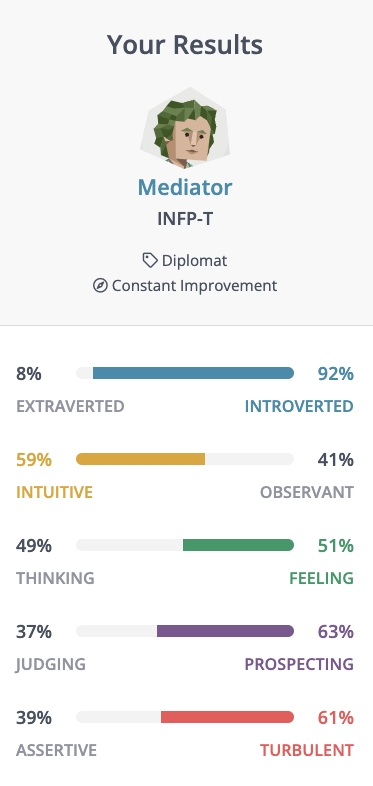 Your Results
Mediator
INFP-T
Diplomat
Constant Improvement
8% 92%
EXTRAVERTED INTROVERTED
59% 41%
INTUITIVE OBSERVANT
49% 51%
THINKING FEELING
37% 63%
JUDGING PROSPECTING
39% 61%
ASSERTIVE TURBULENT